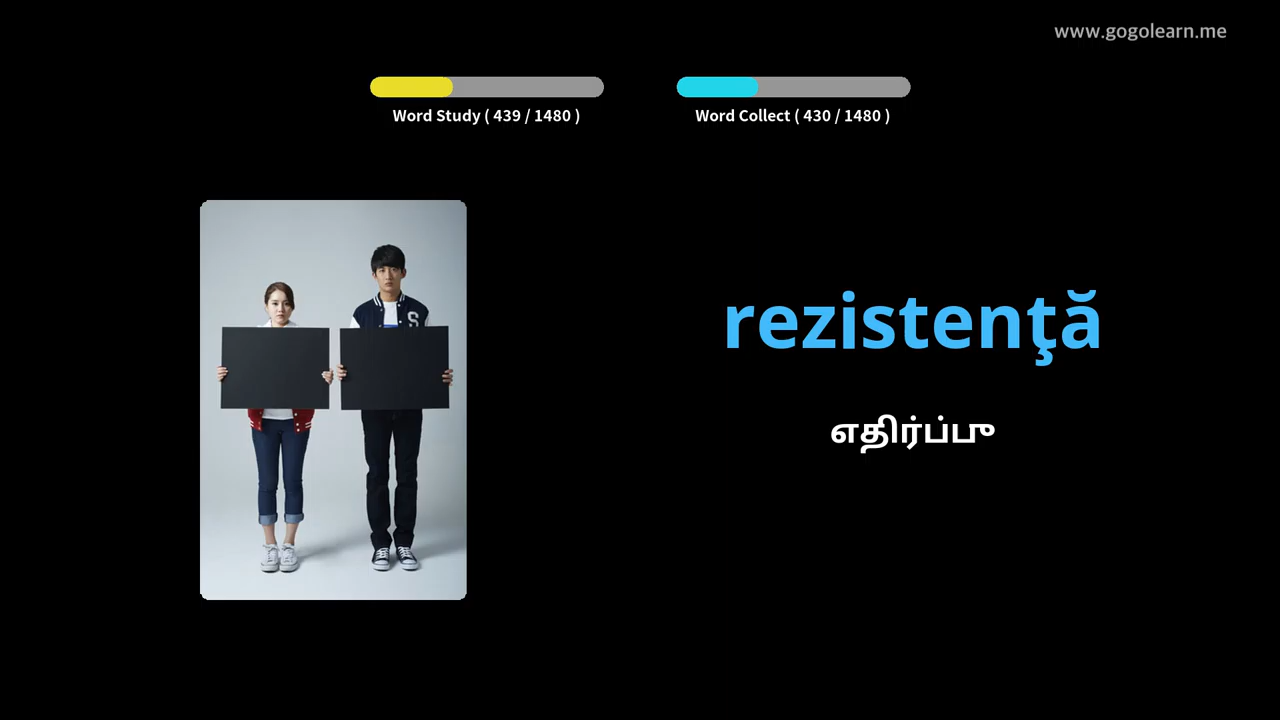 www.gogolearn.me
Word Study ( 439 / 1480 )
Word Collect ( 430 / 1480 )
S
rezistenţă
எதிர்ப்பு